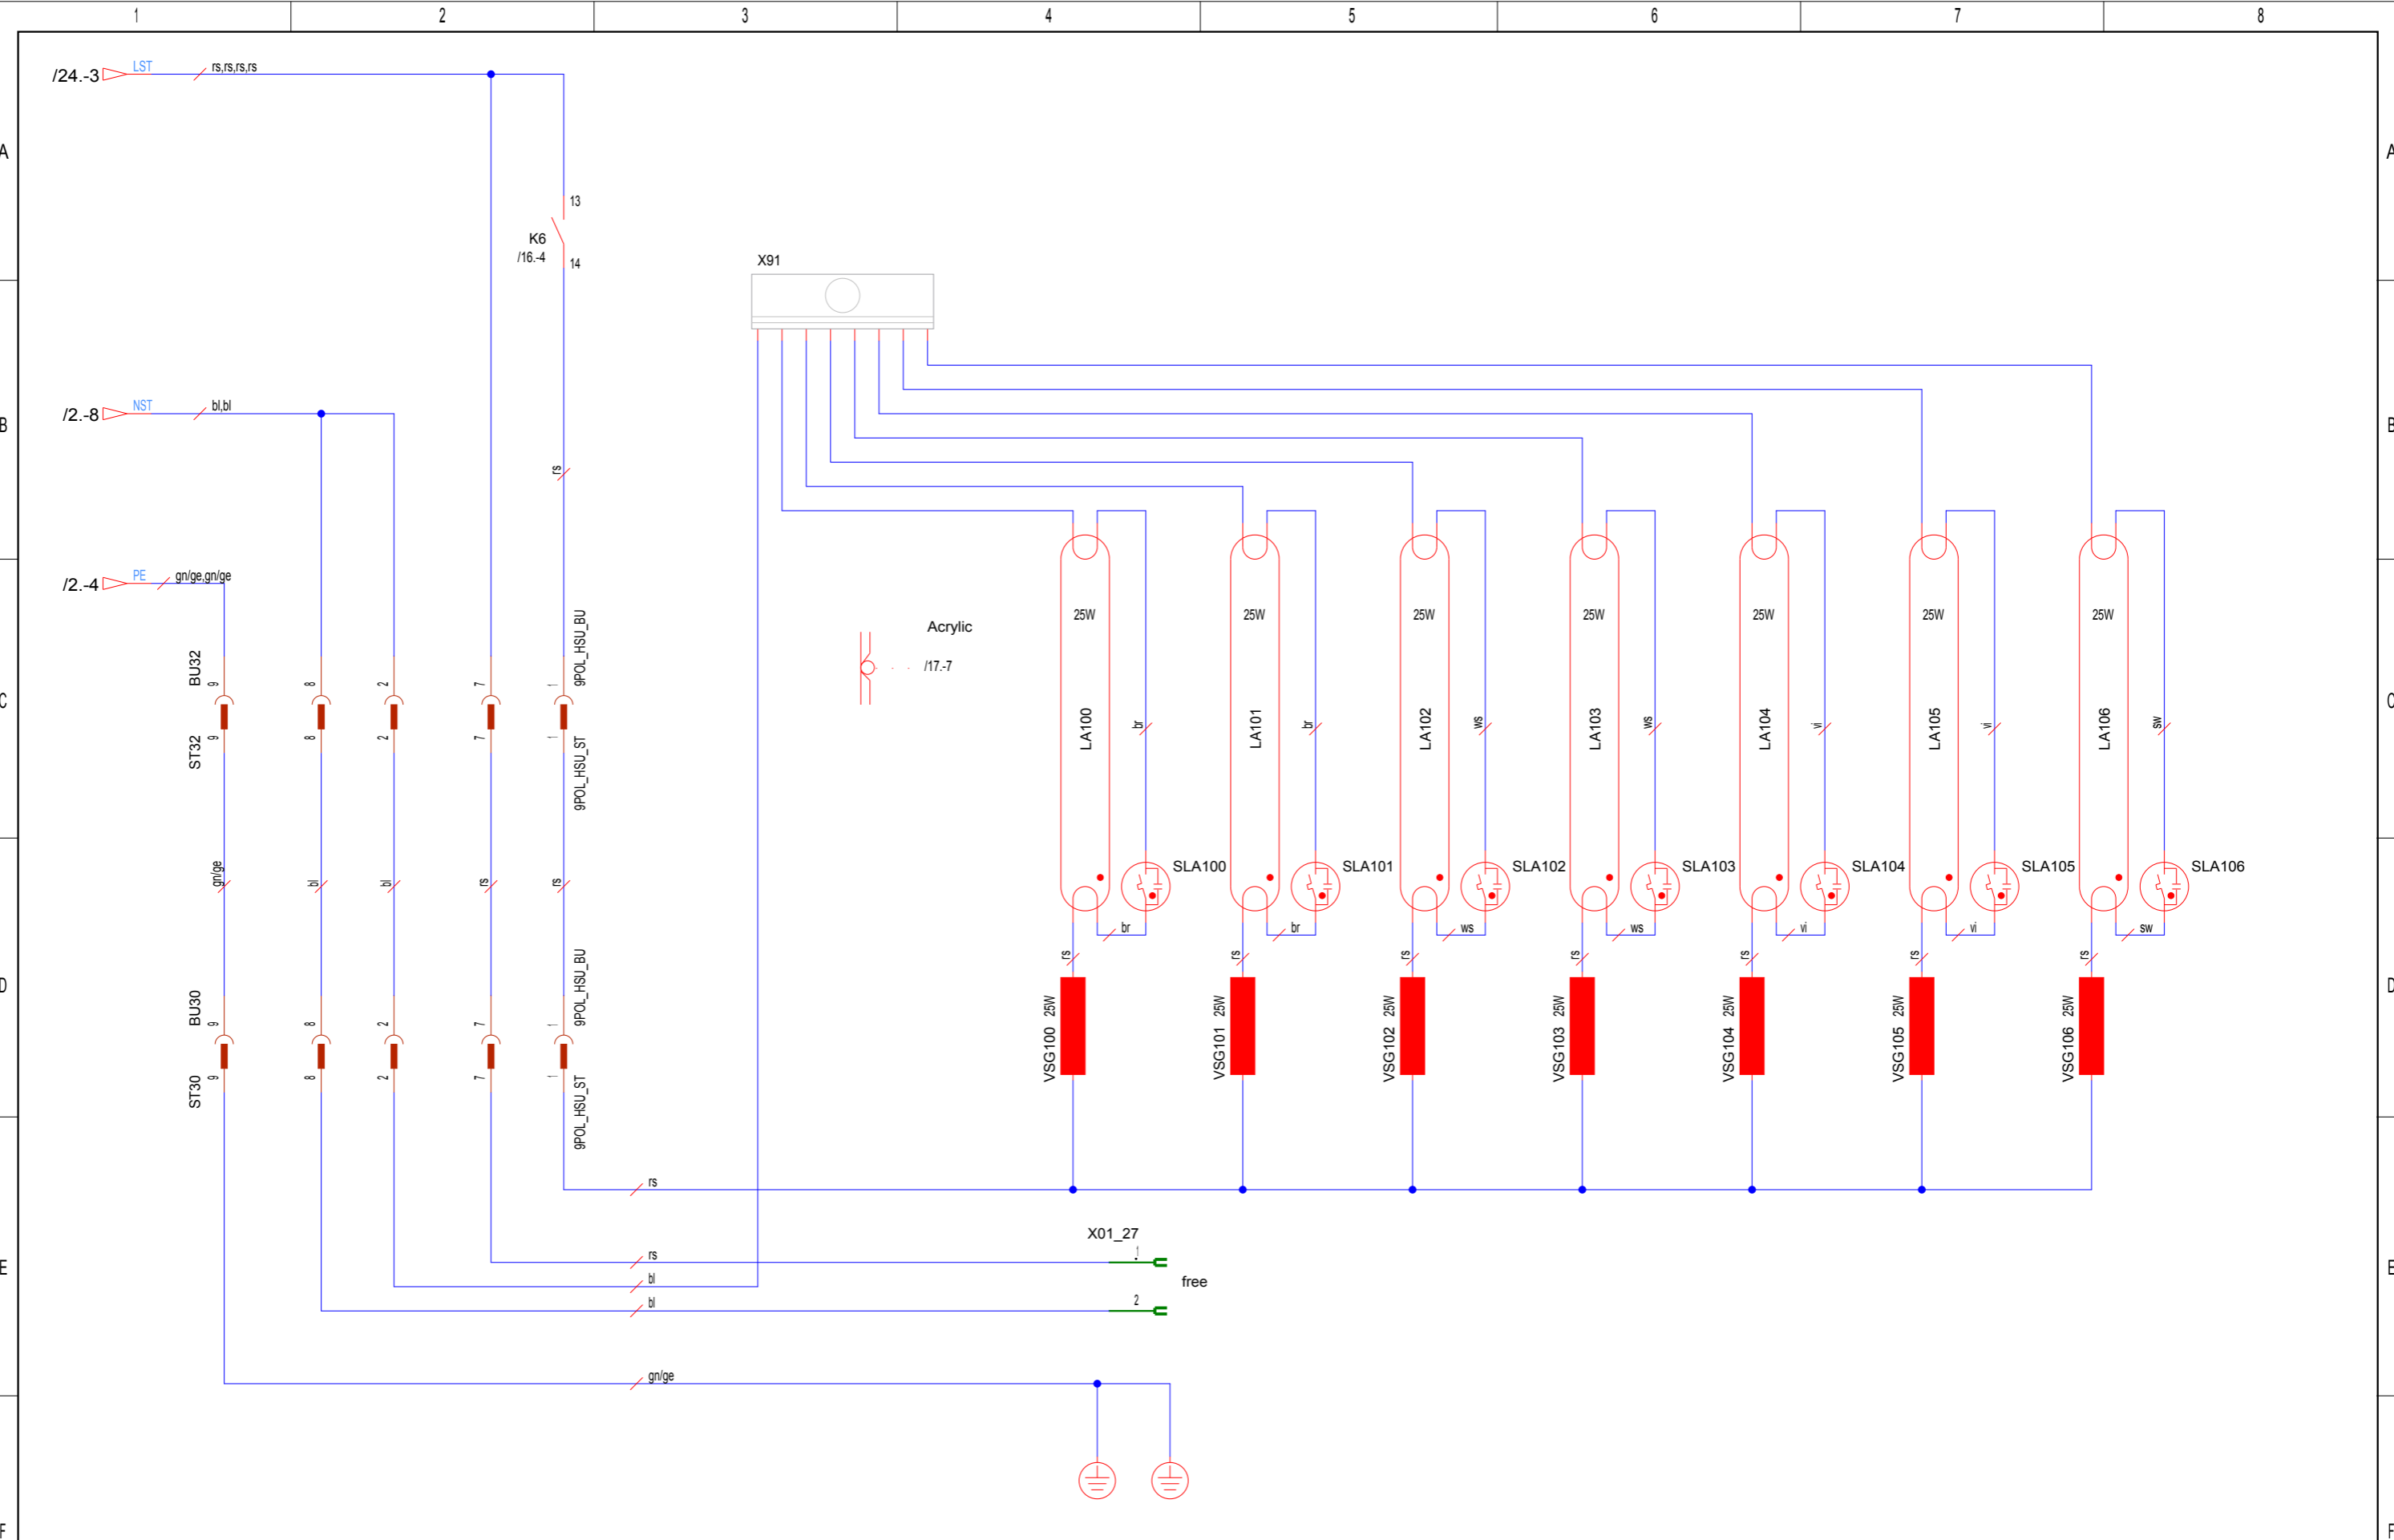 1 2 3 4 5 6 7 8
/24.-3 LST rs,rs,rs,rs
A A
13
K6
/16.-4 14
X91
/2.-8 NST bl,bl
B B
rs
/2.-4 PE gn/ge,gn/ge
25W 25W 25W 25W 25W 25W 25W
Acrylic
/17.-7
BU32 9 8 2 7 1 9POL_HSU_BU
C C
ST32 9 8 2 7 1 9POL_HSU_ST
LA100 br LA101 br LA102 ws LA103 ws LA104 vi LA105 vi LA106 sw
gn/ge bl bl rs rs
SLA100 SLA101 SLA102 SLA103 SLA104 SLA105 SLA106
br br ws ws vi vi sw
rs rs rs rs rs rs rs
D D
BU30 9 8 2 7 1 9POL_HSU_BU
ST30 9 8 2 7 1 9POL_HSU_ST
VSG100 25W VSG101 25W VSG102 25W VSG103 25W VSG104 25W VSG105 25W VSG106 25W
rs
X01_27
rs 1
E E
bl free
bl 2
gn/ge
F F